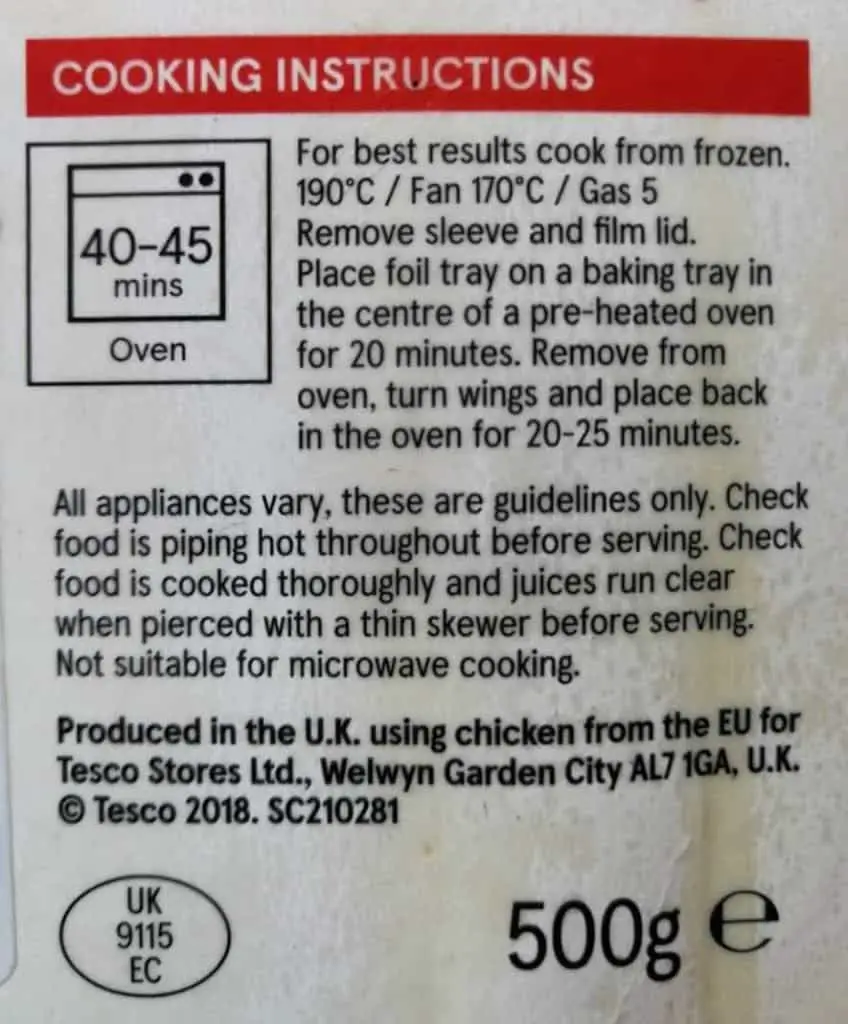 COOKING INSTRUCTIONS
40-45
mins
Oven
For best results cook from frozen.
190°C / Fan 170°C / Gas 5
Remove sleeve and film lid.
Place foil tray on a baking tray in
the centre of a pre-heated oven
for 20 minutes. Remove from
oven, turn wings and place back
in the oven for 20-25 minutes.
All appliances vary, these are guidelines only. Check
food is piping hot throughout before serving. Check
food is cooked thoroughly and juices run clear
when pierced with a thin skewer before serving.
Not suitable for microwave cooking.
Produced in the U.K. using chicken from the EU for
Tesco Stores Ltd., Welwyn Garden City AL7 1GA, U.K.
© Tesco 2018. SC210281
UK
9115
EC
500g ℮